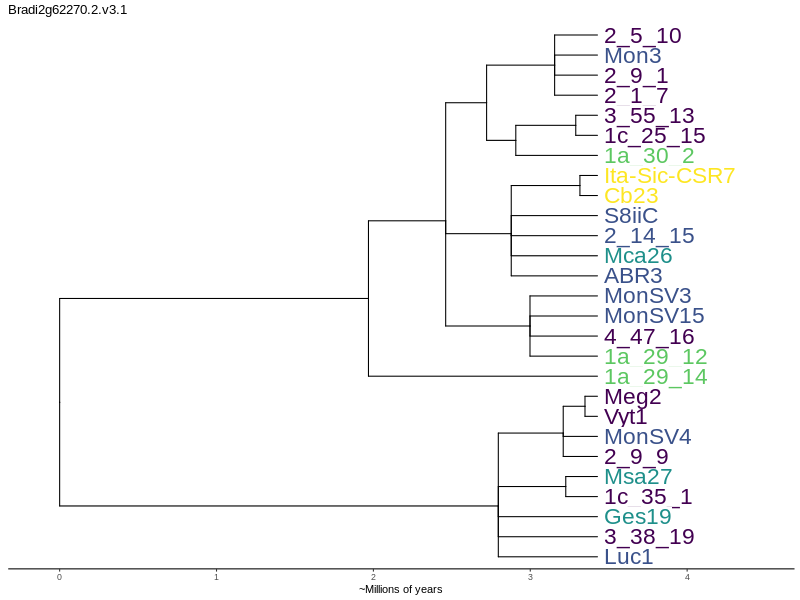 Bradi2g62270.2.v3.1
2_5_10
Mon3
2_9_1
2_1_7
3_55_13
1c_25_15
1a_30_2
Ita-Sic-CSR7
Cb23
S8iiC
2_14_15
Mca26
ABR3
MonSV3
MonSV15
4_47_16
1a_29_12
1a_29_14
Meg2
Vyt1
MonSV4
2_9_9
Msa27
1c_35_1
Ges19
3_38_19
Luc1
0 1 2 3 4
~Millions of years